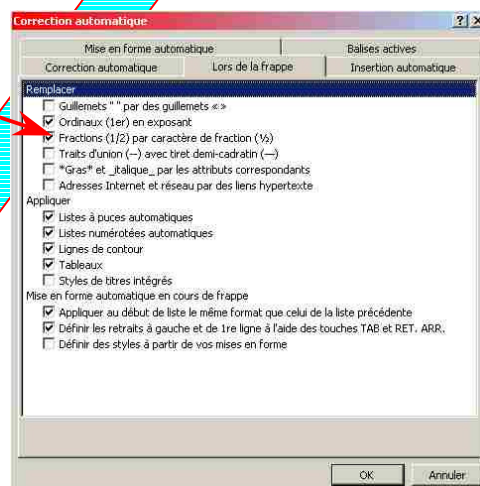 Correction automatique
Mise en forme automatique
Balises actives
Correction automatique
Lors de la frappe
Insertion automatique
Remplacer
Guillemets " " par des guillemets « »
Ordinaux (1er) en exposant
Fractions (1/2) par caractère de fraction (½)
Traits d'union (--) avec tiret demi-cadratin (—)
*Gras* et _italique_ par les attributs correspondants
Adresses Internet et réseau par des liens hypertexte
Appliquer
Listes à puces automatiques
Listes numérotées automatiques
Lignes de contour
Tableaux
Styles de titres intégrés
Mise en forme automatique en cours de frappe
Appliquer au début de liste le même format que celui de la liste précédente
Définir les retraits à gauche et de 1re ligne à l'aide des touches TAB et RET. ARR.
Définir des styles à partir de vos mises en forme
OK
Annuler